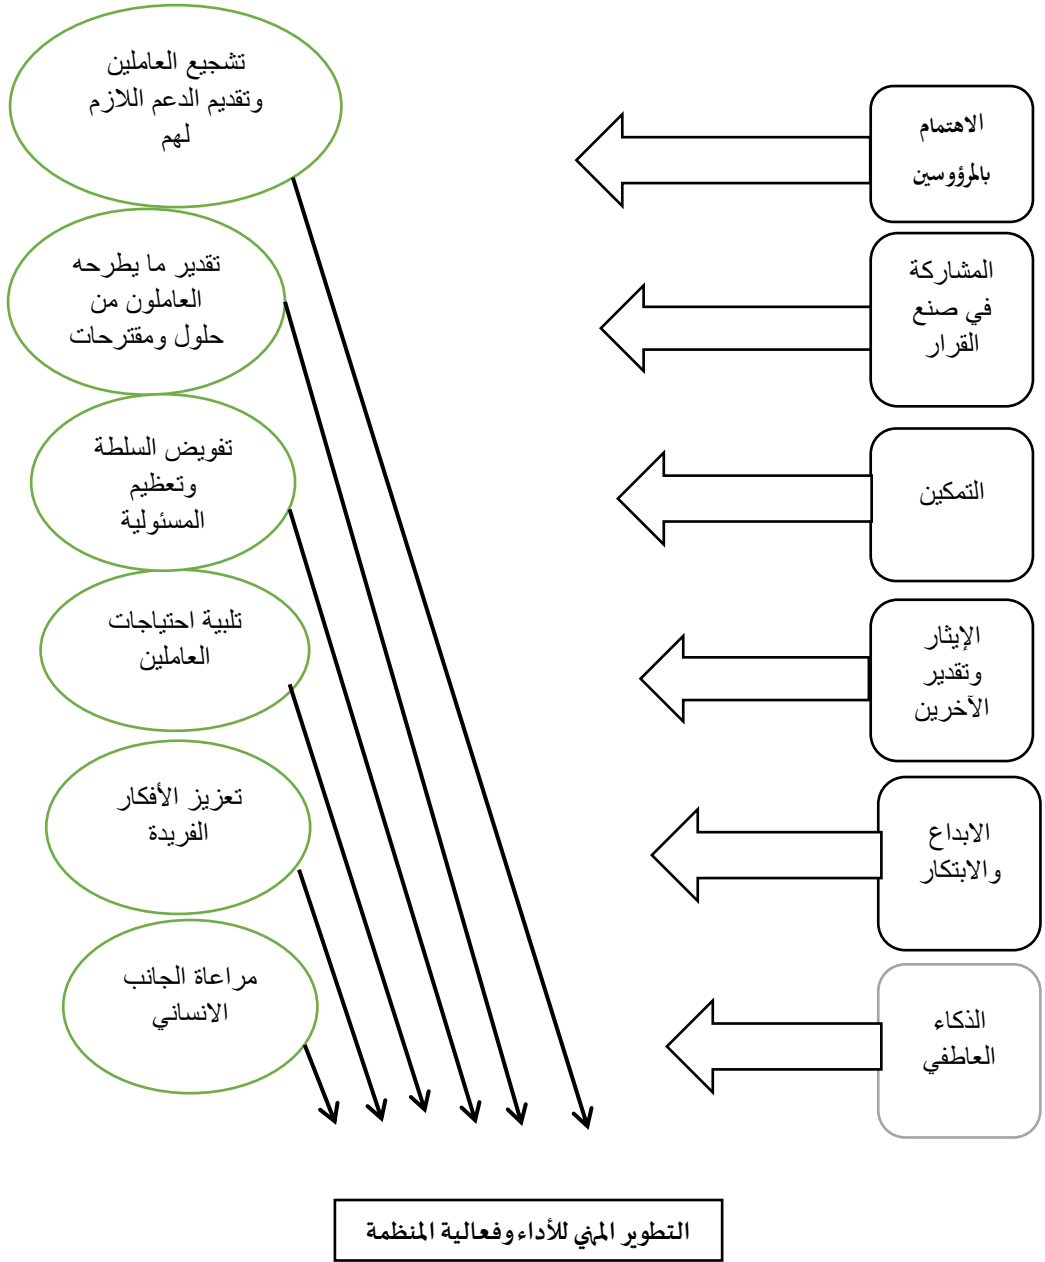 الاهتمام
بالمرؤوسين
تشجيع العاملين
وتقديم الدعم اللازم
لهم
المشاركة
في صنع
القرار
تقدير ما يطرحه
العاملون من
حلول ومقترحات
التمكين
تفويض السلطة
وتعظيم
المسئولية
الإيثار
وتقدير
الآخرين
تلبية احتياجات
العاملين
الابداع
والابتكار
تعزيز الأفكار
الفريدة
الذكاء
العاطفي
مراعاة الجانب
الانساني
التطوير المهني للأداء وفعالية المنظمة